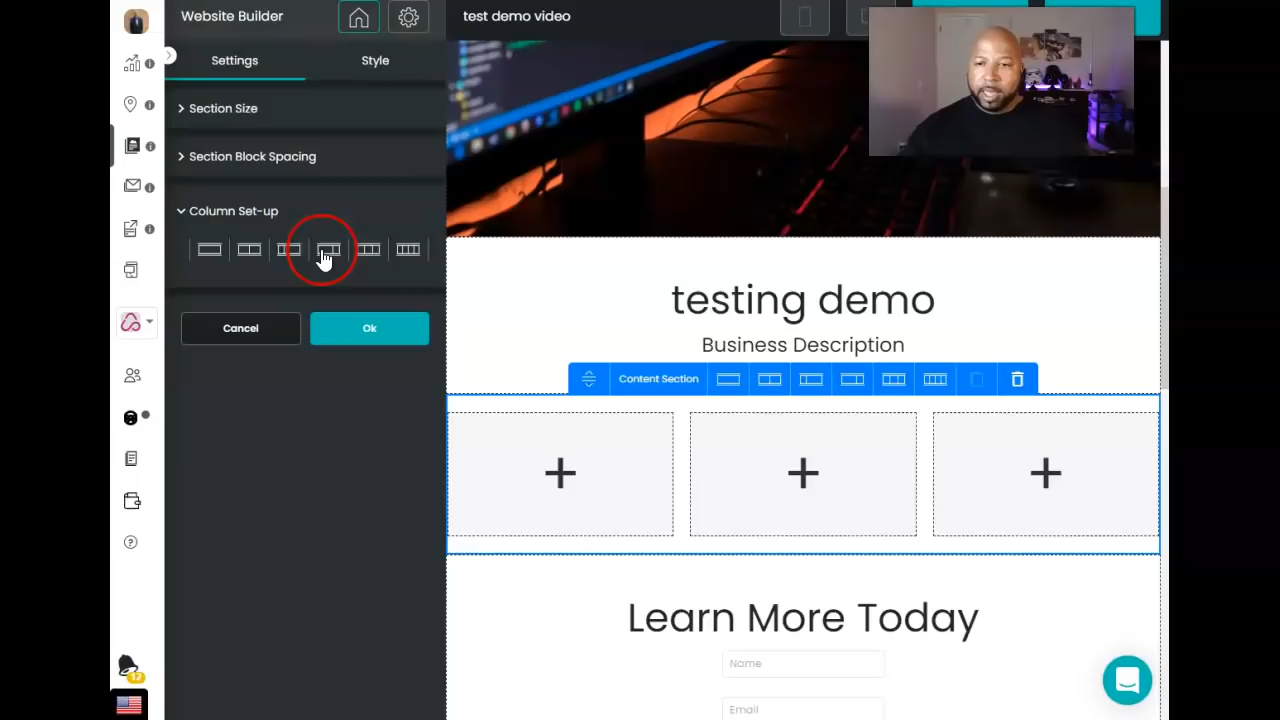 Website Builder
test demo video
Settings
Style
Section Size
Section Block Spacing
Column Set-up
Cancel
Ok
testing demo
Business Description
Content Section
Learn More Today
Name
Email
12